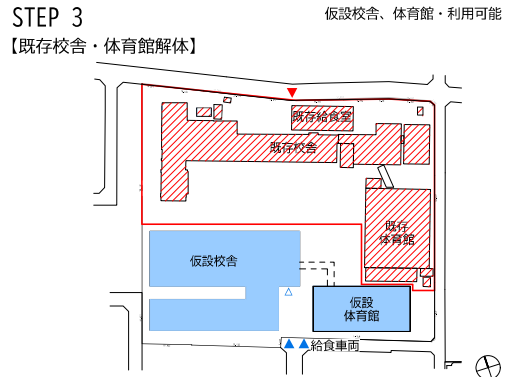 STEP 3
仮設校舎、体育館・利用可能
【既存校舎・体育館解体】
既存給食室
既存校舎
既存
体育館
仮設校舎
仮設
体育館
給食車両